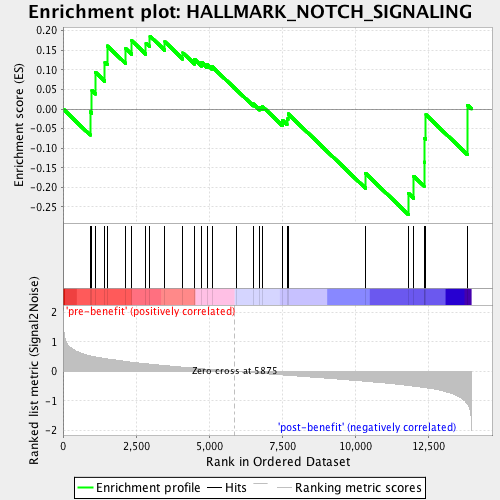 Enrichment plot: HALLMARK_NOTCH_SIGNALING
Enrichment score (ES)
0.20
0.15
0.10
0.05
0.00
-0.05
-0.10
-0.15
-0.20
-0.25
'pre-benefit' (positively correlated)
Ranked list metric (Signal2Noise)
2
1
0
-1
-2
Zero cross at 5875
'post-benefit' (negatively correlated)
0
2,500
5,000
7,500
10,000
12,500
Rank in Ordered Dataset
Enrichment profile
Hits
Ranking metric scores